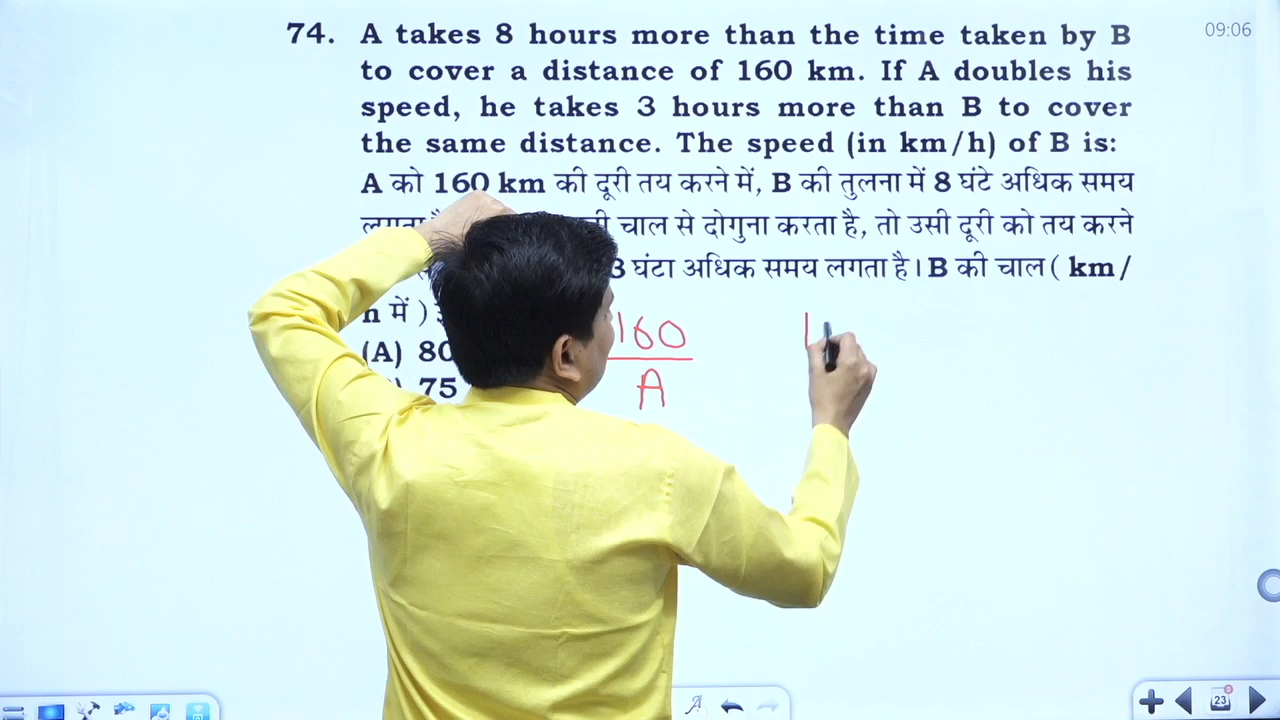 09:06
74. A takes 8 hours more than the time taken by B
to cover a distance of 160 km. If A doubles his
speed, he takes 3 hours more than B to cover
the same distance. The speed (in km/h) of B is:
A को 160 km की दूरी तय करने में, B की तुलना में 8 घंटे अधिक समय
चाल से दोगुना करता है, तो उसी दूरी को तय करने
3 घंटा अधिक समय लगता है। B की चाल ( km/
h में )
(A) 80
75
160
A
23